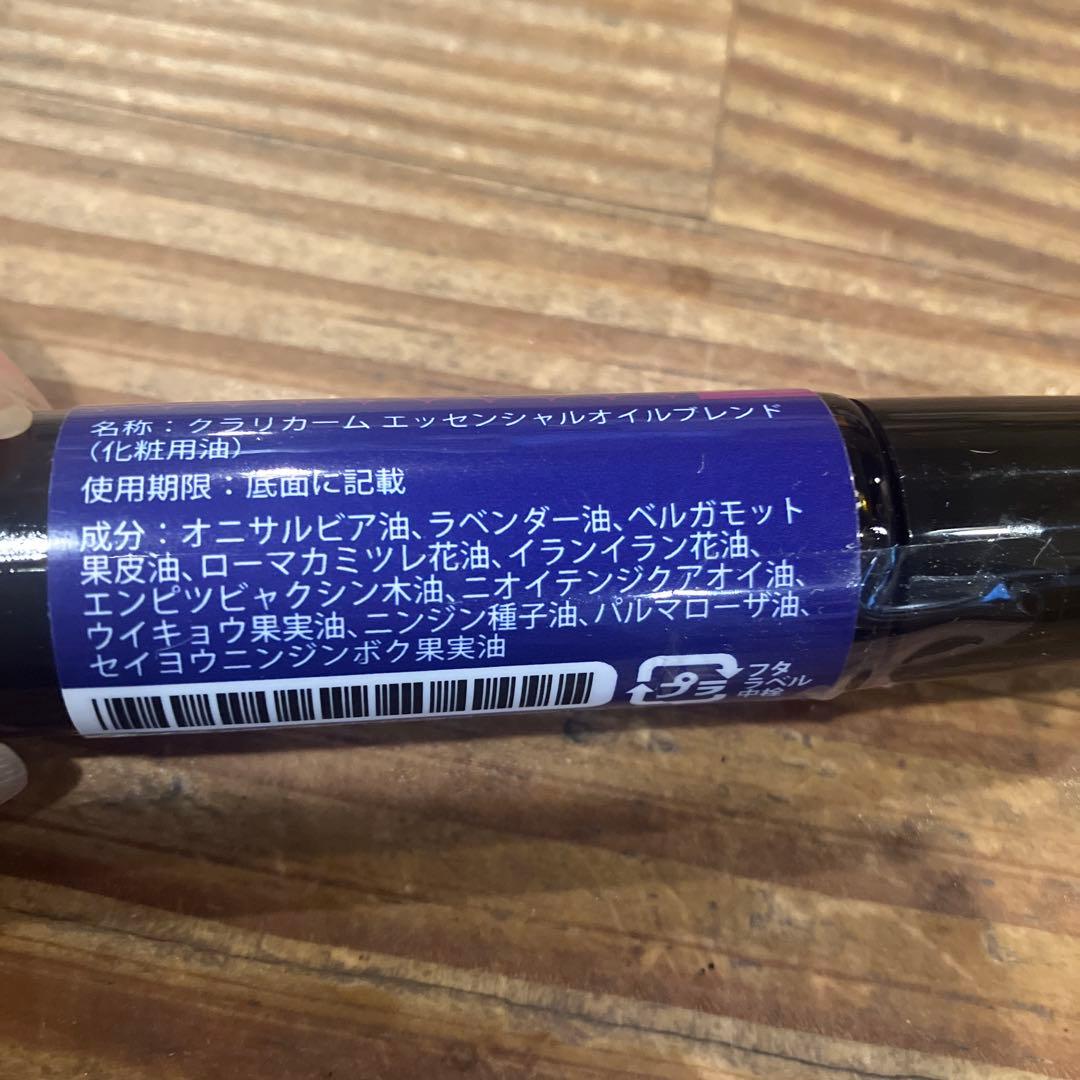 名称：クラリカーム エッセンシャルオイルブレンド
（化粧用油）
使用期限：底面に記載
成分：オニサルビア油、ラベンダー油、ベルガモット
果皮油、ローマカミツレ花油、イランイラン花油、
エンピツビャクシン木油、ニオイテンジクアオイ油、
ウイキョウ果実油、ニンジン種子油、パルマローザ油、
セイヨウニンジンボク果実油
プラ
フタ
ラベル
中栓